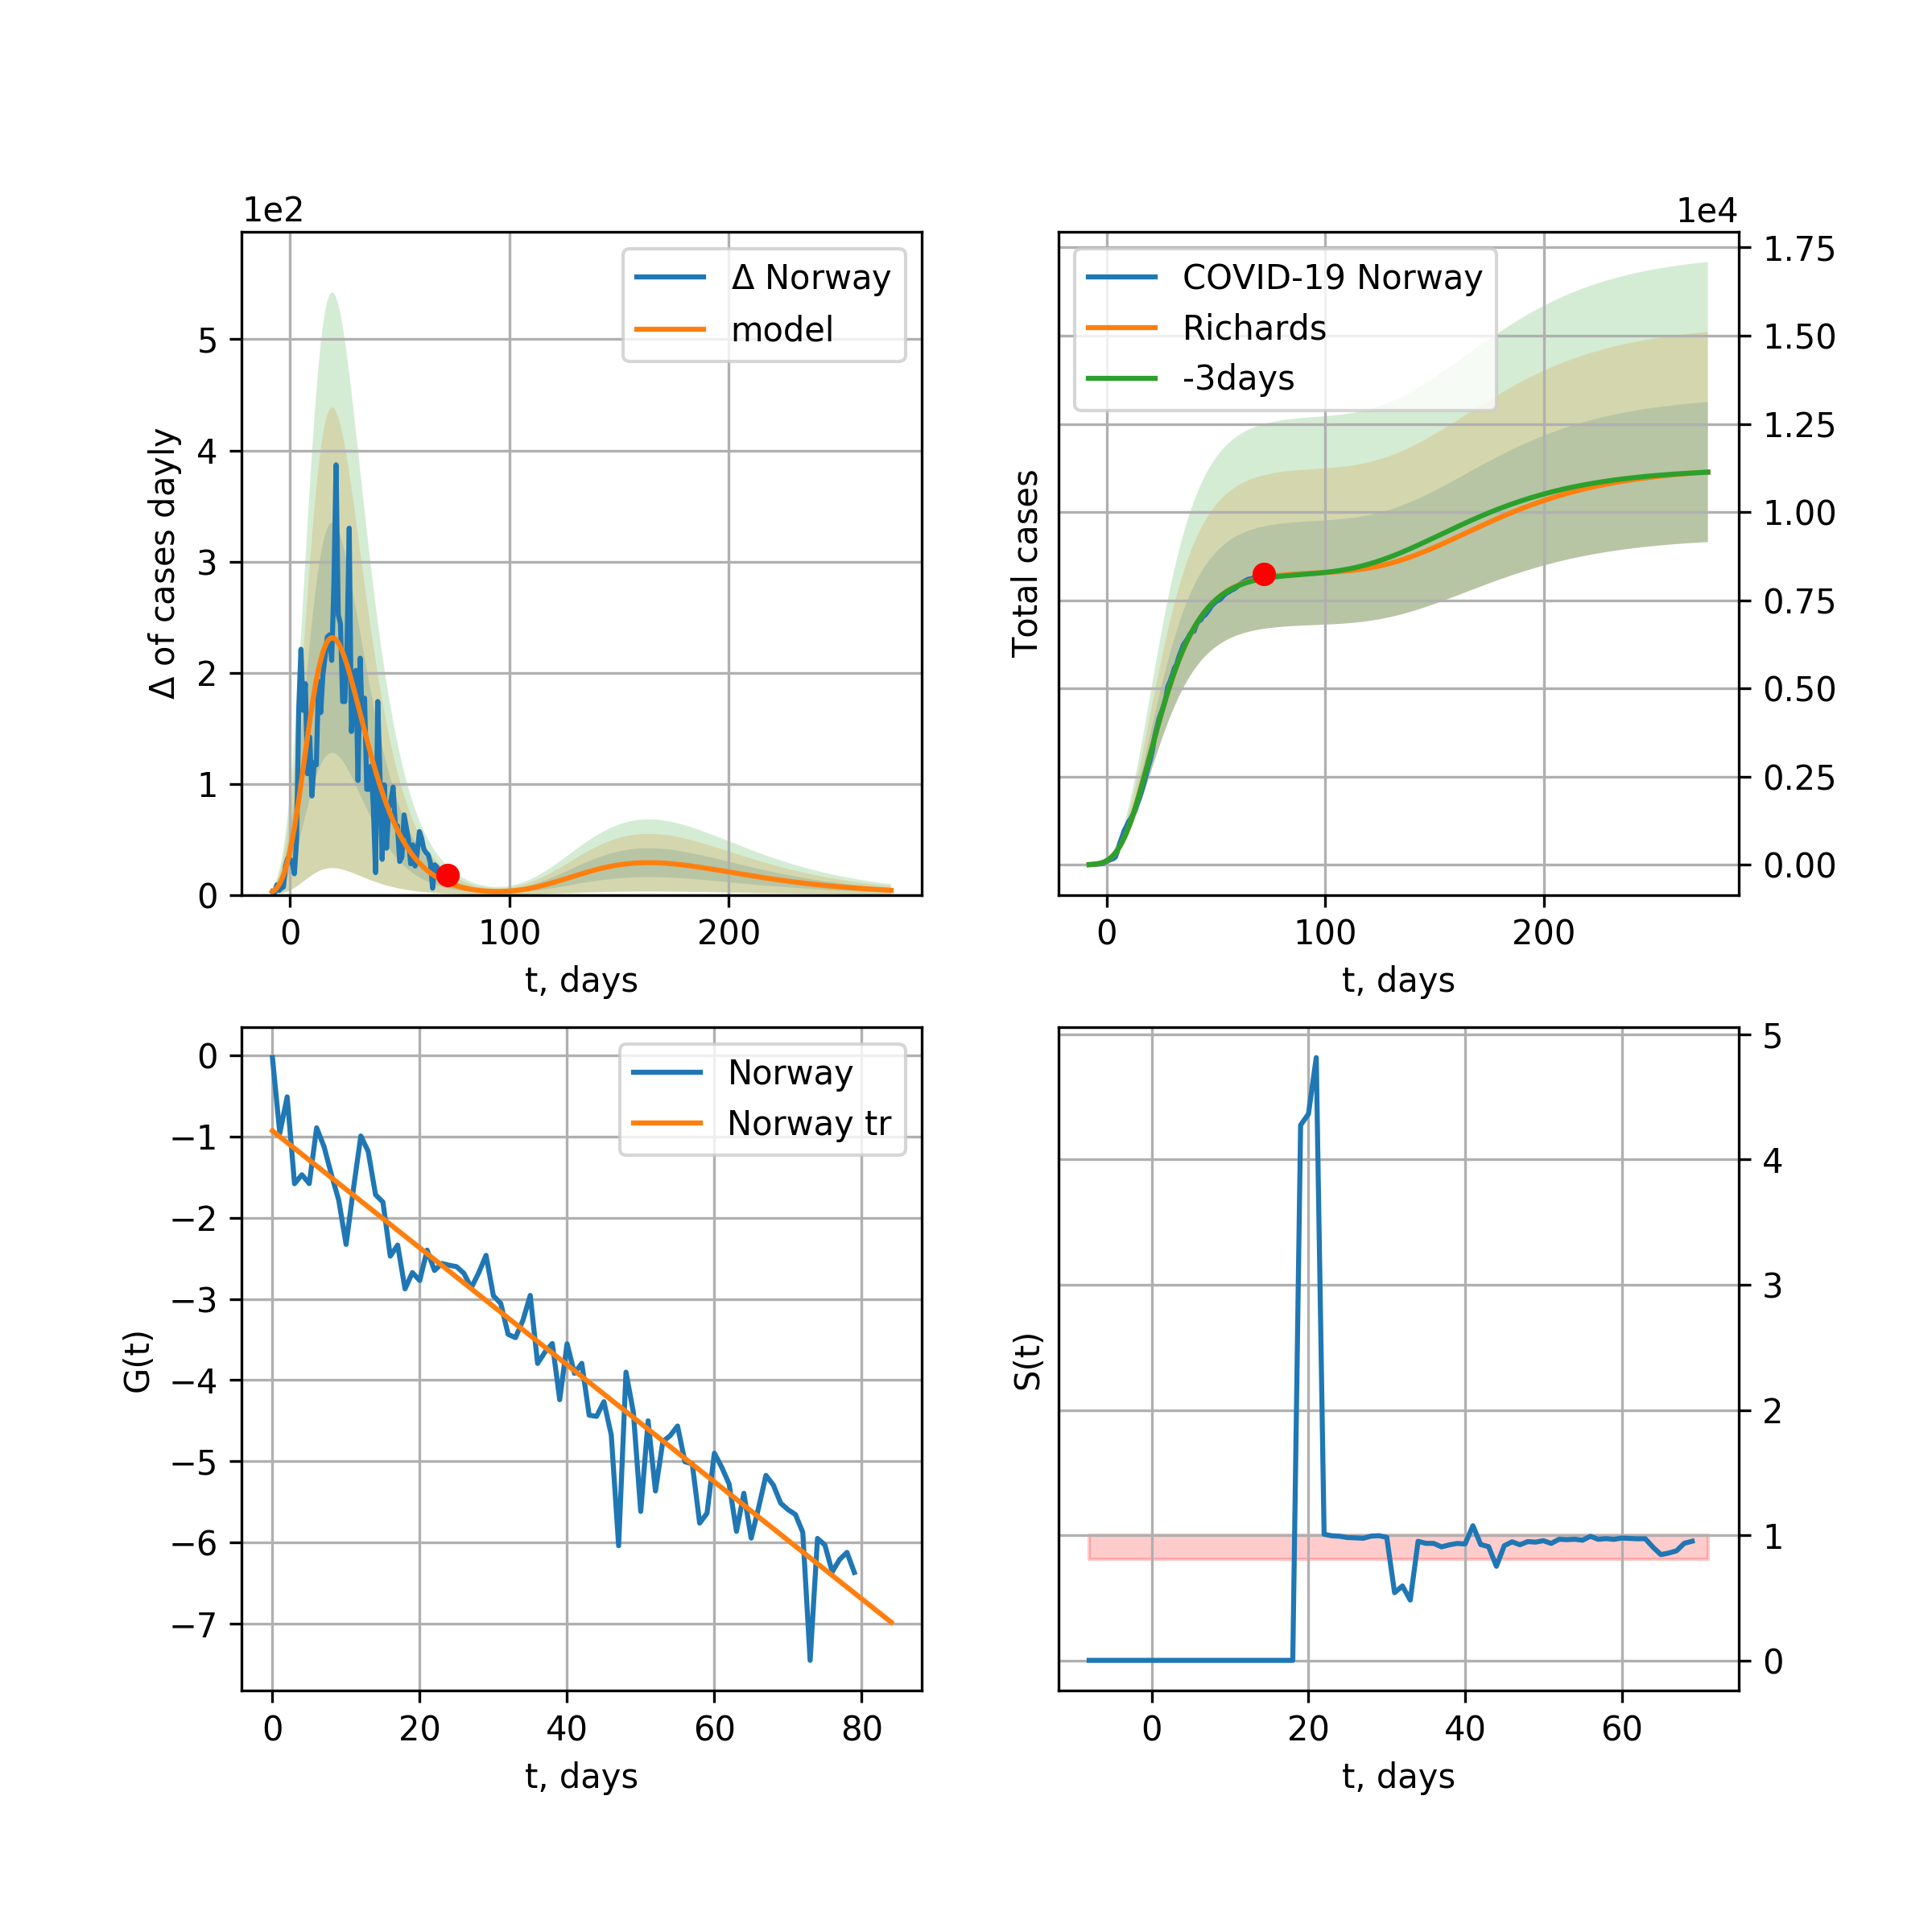 1e2
Δ of cases dayly
5
4
3
2
1
0
0 100 200
t, days
Δ Norway
model
1e4
Total cases
1.75
1.50
1.25
1.00
0.75
0.50
0.25
0.00
0 100 200
t, days
COVID-19 Norway
Richards
-3days
G(t)
0
−1
−2
−3
−4
−5
−6
−7
0 20 40 60 80
t, days
Norway
Norway tr
S(t)
5
4
3
2
1
0
0 20 40 60
t, days